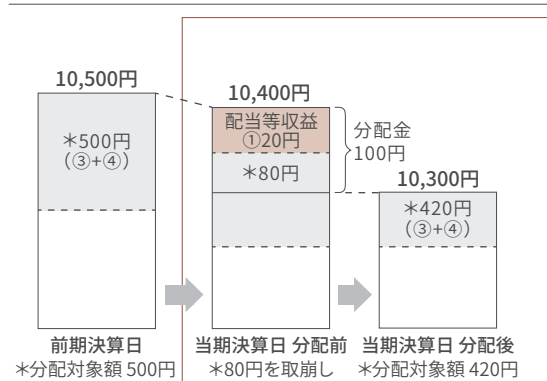 10,500円
＊500円
（③+④）
前期決算日
＊分配対象額 500円
10,400円
配当等収益
①20円
＊80円
分配金
100円
当期決算日 分配前
＊80円を取崩し
10,300円
＊420円
（③+④）
当期決算日 分配後
＊分配対象額 420円